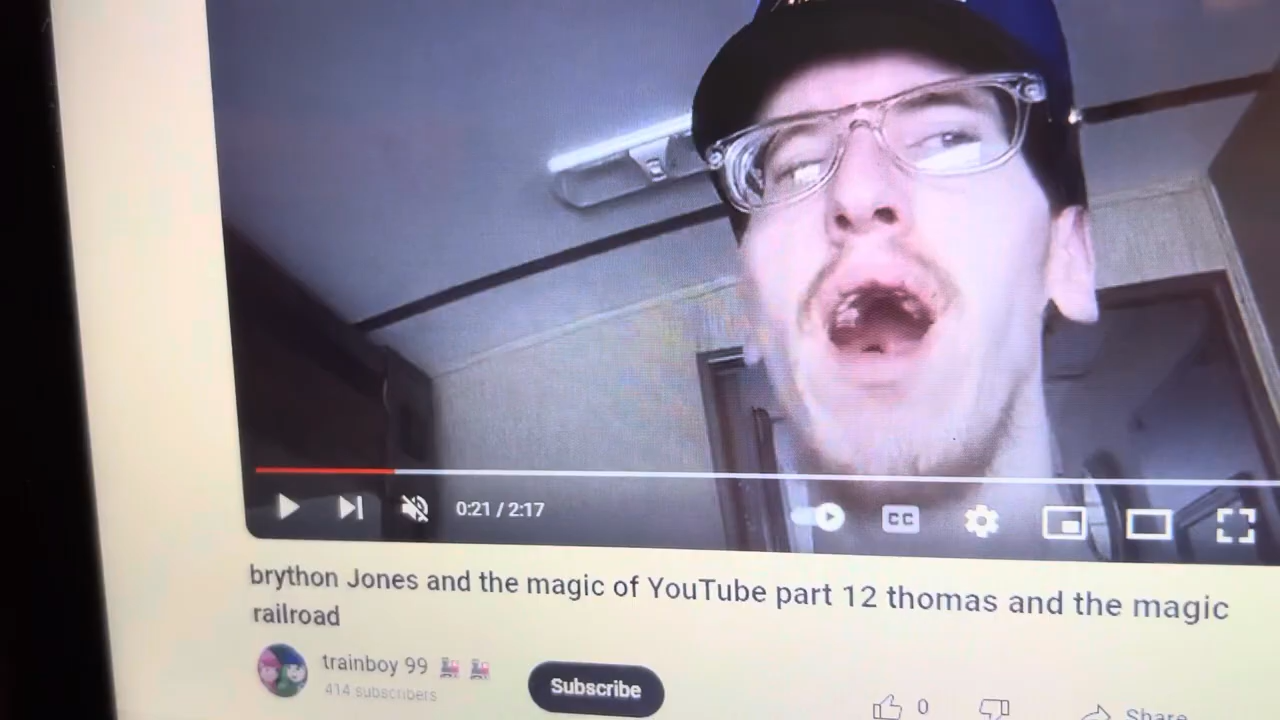 0:21 / 2:17
CC
brython Jones and the magic of YouTube part 12 thomas and the magic
railroad
trainboy 99
414 subscribers
Subscribe
0
Share